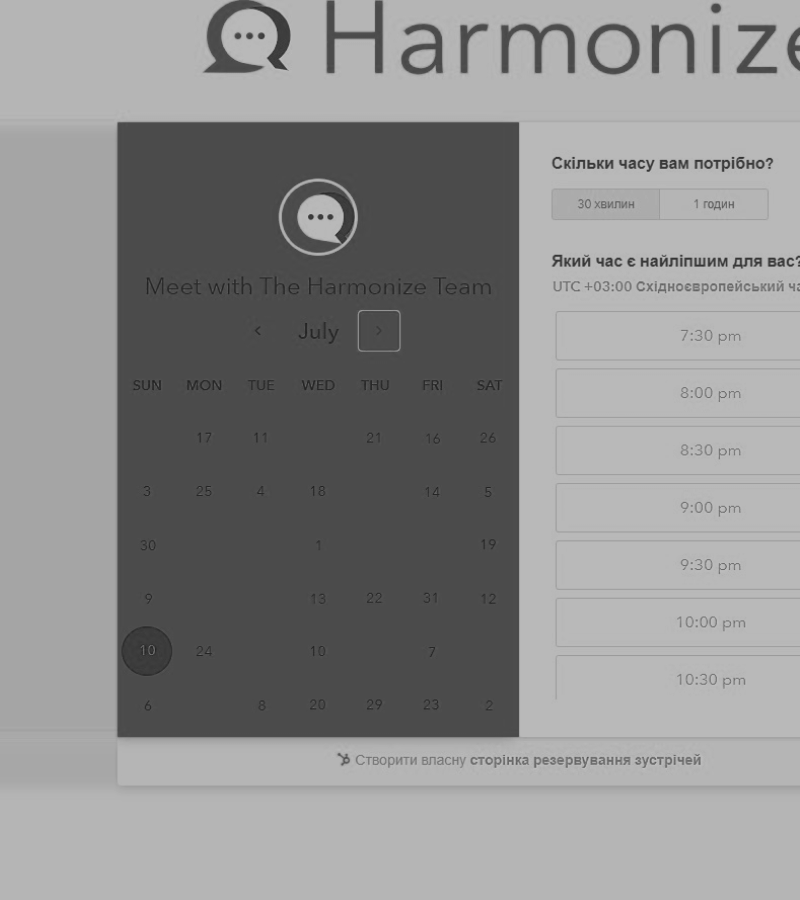 Harmonize
Meet with The Harmonize Team
July
SUN MON TUE WED THU FRI SAT
17 11 21 16 26
3 25 4 18 14 5
30 1 19
9 13 22 31 12
10 24 10 7
6 8 20 29 23 2
Скільки часу вам потрібно?
30 хвилин 1 годин
Який час є найліпшим для вас?
UTC +03:00 Східноєвропейський ча
7:30 pm
8:00 pm
8:30 pm
9:00 pm
9:30 pm
10:00 pm
10:30 pm
Створити власну сторінка резервування зустрічей